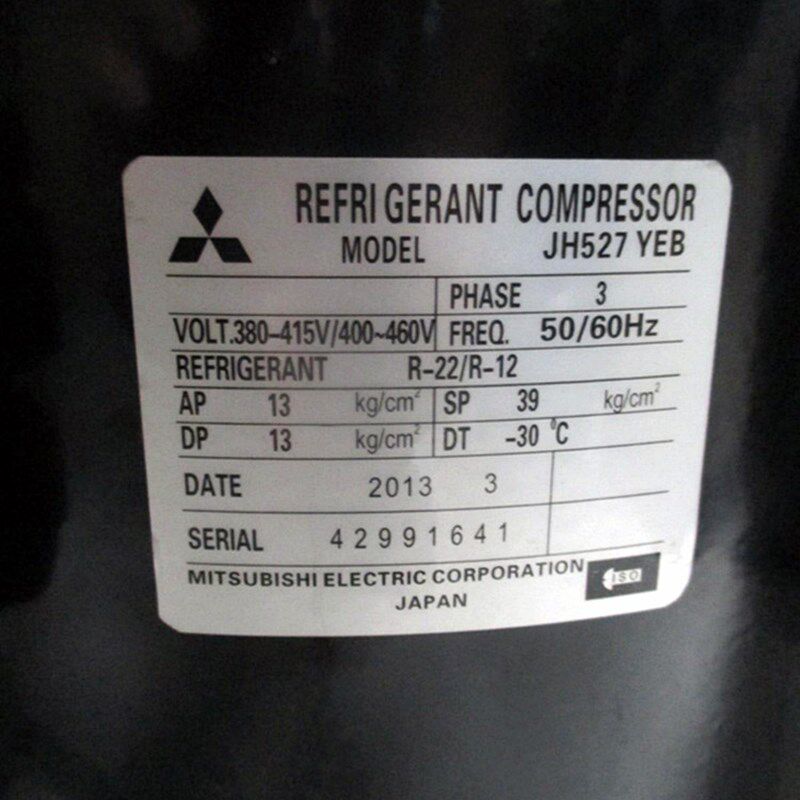 REFRIGERANT COMPRESSOR
MODEL JH527 YEB
PHASE 3
VOLT.380-415V/400~460V FREQ. 50/60Hz
REFRIGERANT R-22/R-12
AP 13 kg/cm² SP 39 kg/cm²
DP 13 kg/cm² DT -30 °C
DATE 2013 3
SERIAL 42991641
MITSUBISHI ELECTRIC CORPORATION
JAPAN
ISO